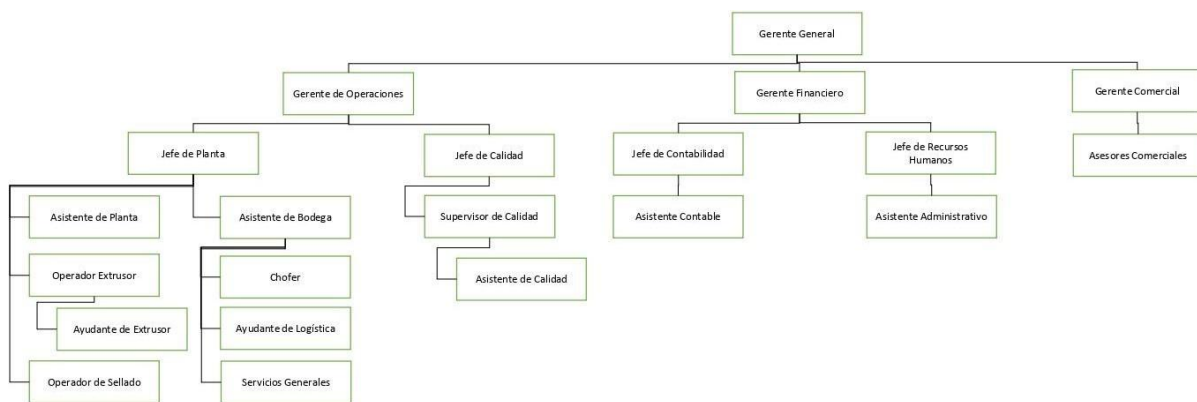 Gerente General
Gerente de Operaciones
Gerente Financiero
Gerente Comercial
Jefe de Planta
Jefe de Calidad
Jefe de Contabilidad
Jefe de Recursos
Humanos
Asesores Comerciales
Asistente de Planta
Asistente de Bodega
Supervisor de Calidad
Asistente Contable
Asistente Administrativo
Operador Extrusor
Chofer
Asistente de Calidad
Ayudante de Extrusor
Ayudante de Logística
Operador de Sellado
Servicios Generales